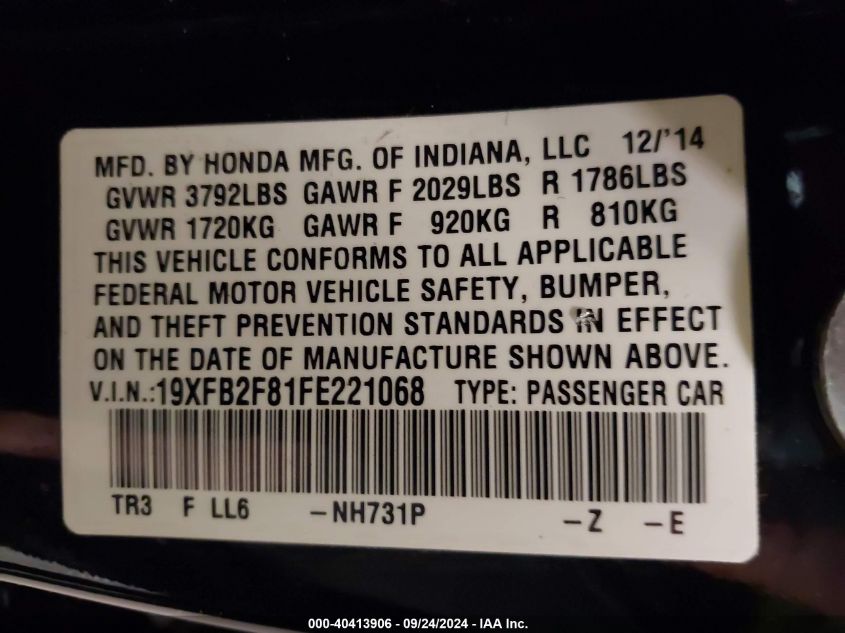 MFD. BY HONDA MFG. OF INDIANA, LLC 12/'14
GVWR 3792LBS GAWR F 2029LBS R 1786LBS
GVWR 1720KG GAWR F 920KG R 810KG
THIS VEHICLE CONFORMS TO ALL APPLICABLE
FEDERAL MOTOR VEHICLE SAFETY, BUMPER,
AND THEFT PREVENTION STANDARDS IN EFFECT
ON THE DATE OF MANUFACTURE SHOWN ABOVE.
V.I.N.:19XFB2F81FE221068 TYPE: PASSENGER CAR
TR3 F LL6 –NH731P –Z –E
000-40413906 - 09/24/2024 - IAA Inc.